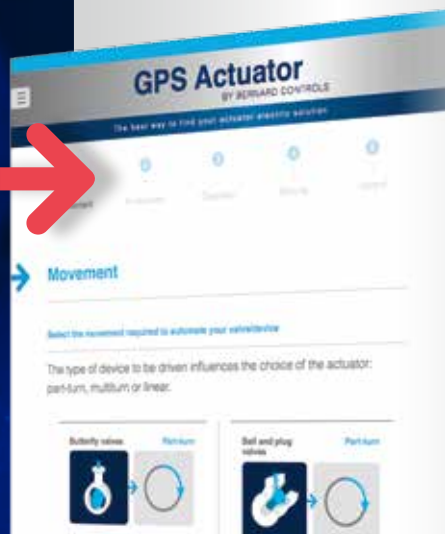 GPS Actuator
BY BERNARD CONTROLS
The best way to find your actuator electric solution
Movement
Select the movement required to automate your valve/device
The type of device to be driven influences the choice of the actuator:
part-turn, multiturn or linear.
Butterfly valves Part-turn
Ball and plug Part-turn
valves